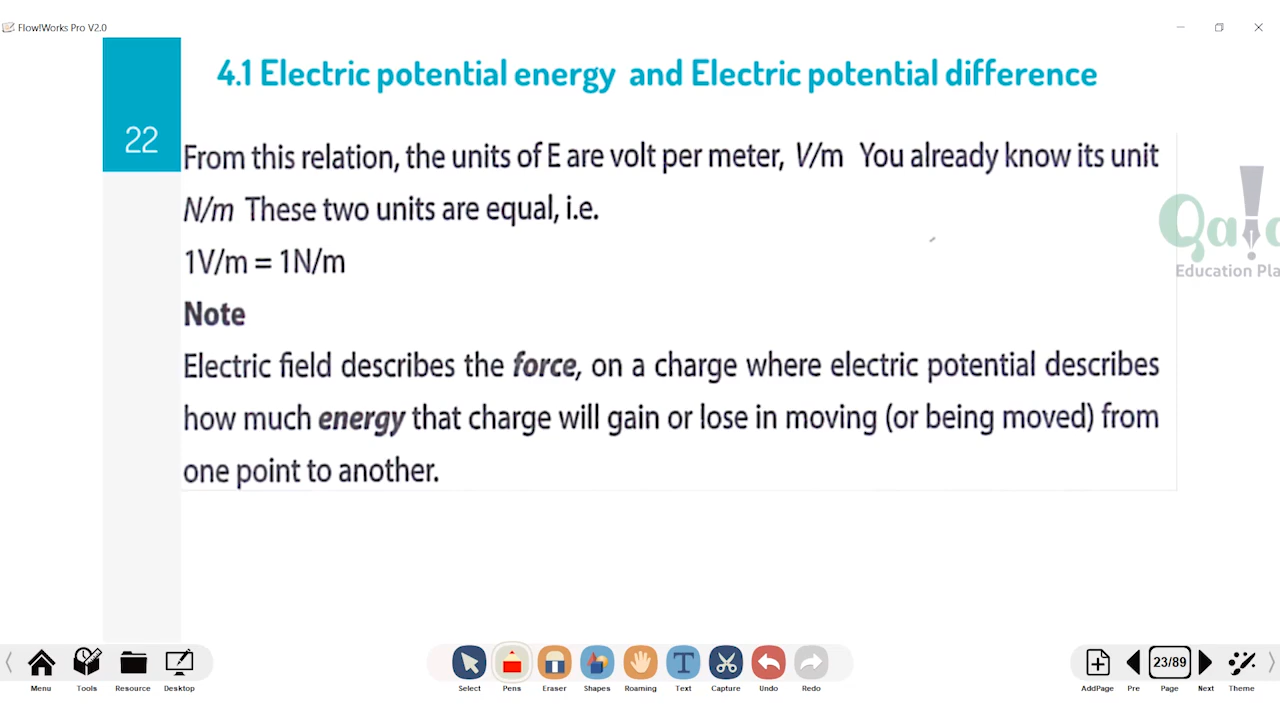 Flow!Works Pro V2.0
4.1 Electric potential energy and Electric potential difference
22
From this relation, the units of E are volt per meter, V/m You already know its unit
N/m These two units are equal, i.e.
1V/m = 1N/m
Note
Electric field describes the force, on a charge where electric potential describes
how much energy that charge will gain or lose in moving (or being moved) from
one point to another.
Education Pla
Menu Tools Resource Desktop Select Pens Eraser Shapes Roaming Text Capture Undo Redo AddPage Pre 23/89 Page Next Theme